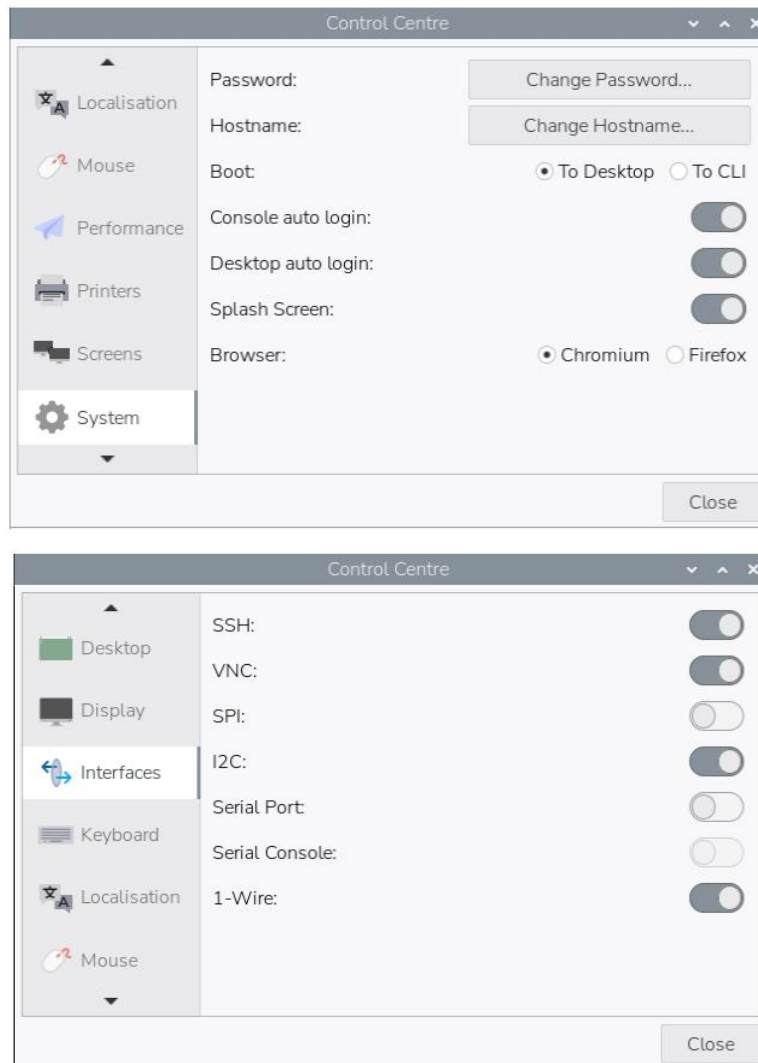 Control Centre
Localisation
Mouse
Performance
Printers
Screens
System
Password:
Change Password...
Hostname:
Change Hostname...
Boot:
To Desktop
To CLI
Console auto login:
Desktop auto login:
Splash Screen:
Browser:
Chromium
Firefox
Close
Control Centre
Desktop
Display
Interfaces
Keyboard
Localisation
Mouse
SSH:
VNC:
SPI:
I2C:
Serial Port:
Serial Console:
1-Wire:
Close